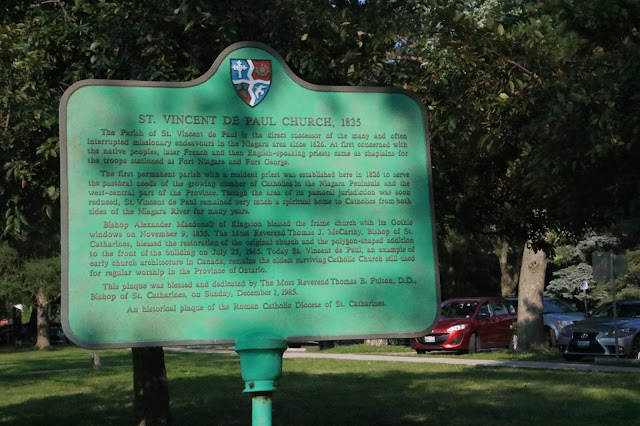 ST. VINCENT DE PAUL CHURCH, 1835
The Parish of St. Vincent de Paul is the direct successor of the many and often
interrupted missionary endeavours in the Niagara area since 1626. At first concerned with
the native peoples, later French and then English-speaking priests came as chaplains for
the troops stationed at Fort Niagara and Fort George.
The first permanent parish with a resident priest was established here in 1826 to serve
the pastoral needs of the growing number of Catholics in the Niagara Peninsula and the
west-central part of the Province. Though the area of its pastoral jurisdiction was soon
reduced, St. Vincent de Paul remained very much a spiritual home to Catholics from both
sides of the Niagara River for many years.
Bishop Alexander Macdonell of Kingston blessed the frame church with its Gothic
windows on November 9, 1835. The Most Reverend Thomas J. McCarthy, Bishop of St.
Catharines, blessed the restoration of the original church and the polygon-shaped addition
to the front of the building on July 25, 1965. Today St. Vincent de Paul, an example of
early church architecture in Canada, remains the oldest surviving Catholic Church still used
for regular worship in the Province of Ontario.
This plaque was blessed and dedicated by The Most Reverend Thomas B. Fulton, D.D.,
Bishop of St. Catharines, on Sunday, December 1, 1985.
An historical plaque of the Roman Catholic Diocese of St. Catharines.